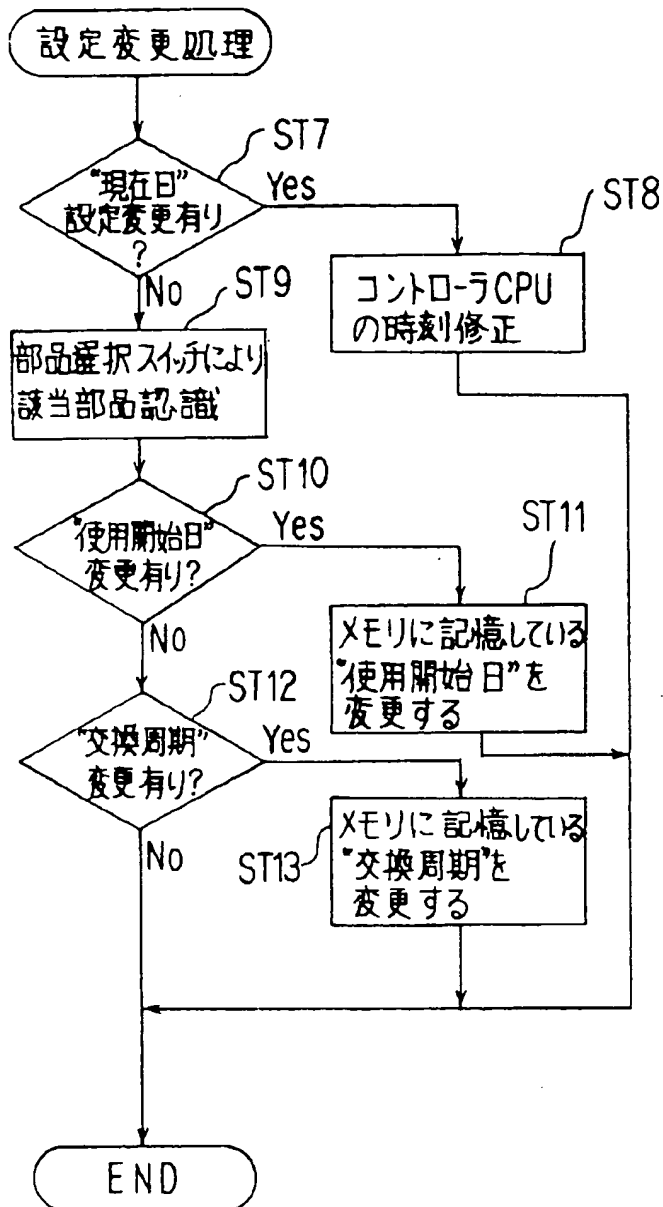 設定変更処理
ST7
"現在日"
設定変更有り
?
Yes
ST8
コントローラCPU
の時刻修正
No
ST9
部品選択スイッチにより
該当部品認識
ST10
"使用開始日"
変更有り?
Yes
ST11
メモリに記憶している
"使用開始日"を
変更する
No
ST12
"交換周期"
変更有り?
Yes
ST13
メモリに記憶している
"交換周期"を
変更する
No
END